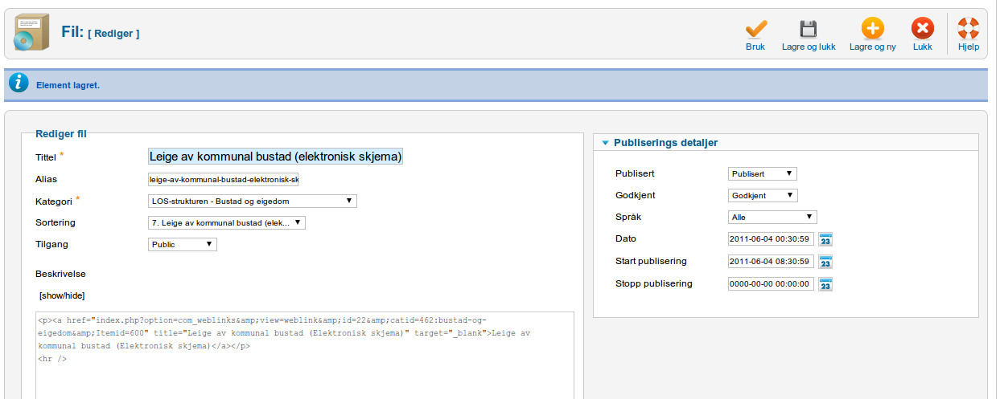 Fil: [ Rediger ]
Bruk
Lagre og lukk
Lagre og ny
Lukk
Hjelp
Element lagret.
Rediger fil
Tittel *
Leige av kommunal bustad (elektronisk skjema)
Alias
leige-av-kommunal-bustad-elektronisk-sk
Kategori *
LOS-strukturen - Bustad og eigedom
Sortering
7. Leige av kommunal bustad (elek...
Tilgang
Public
Beskrivelse
[show/hide]
<p><a href="index.php?option=com_weblinks&amp;view=weblink&amp;id=22&amp;catid=462:bustad-og-
eigedom&amp;Itemid=600" title="Leige av kommunal bustad (Elektronisk skjema)" target="_blank">Leige av
kommunal bustad (Elektronisk skjema)</a></p>
<hr />
Publiserings detaljer
Publisert
Publisert
Godkjent
Godkjent
Språk
Alle
Dato
2011-06-04 00:30:59
23
Start publisering
2011-06-04 08:30:59
23
Stopp publisering
0000-00-00 00:00:00
23